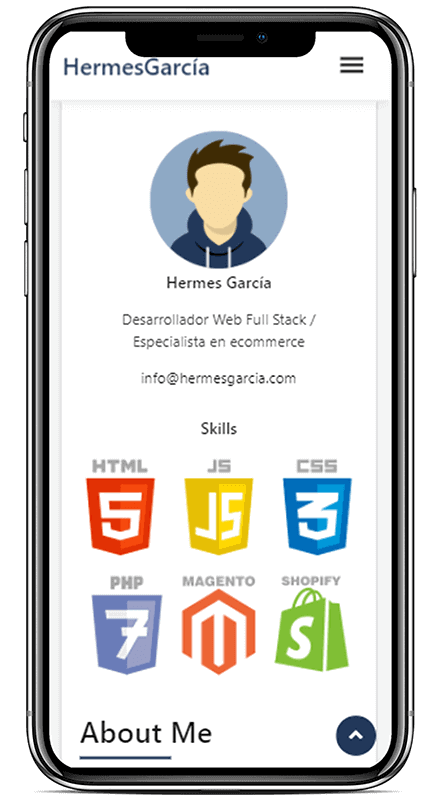 HermesGarcía
Hermes García
Desarrollador Web Full Stack /
Especialista en ecommerce
info@hermesgarcia.com
Skills
HTML JS CSS
5 JS 3
PHP MAGENTO SHOPIFY
7 S
About Me